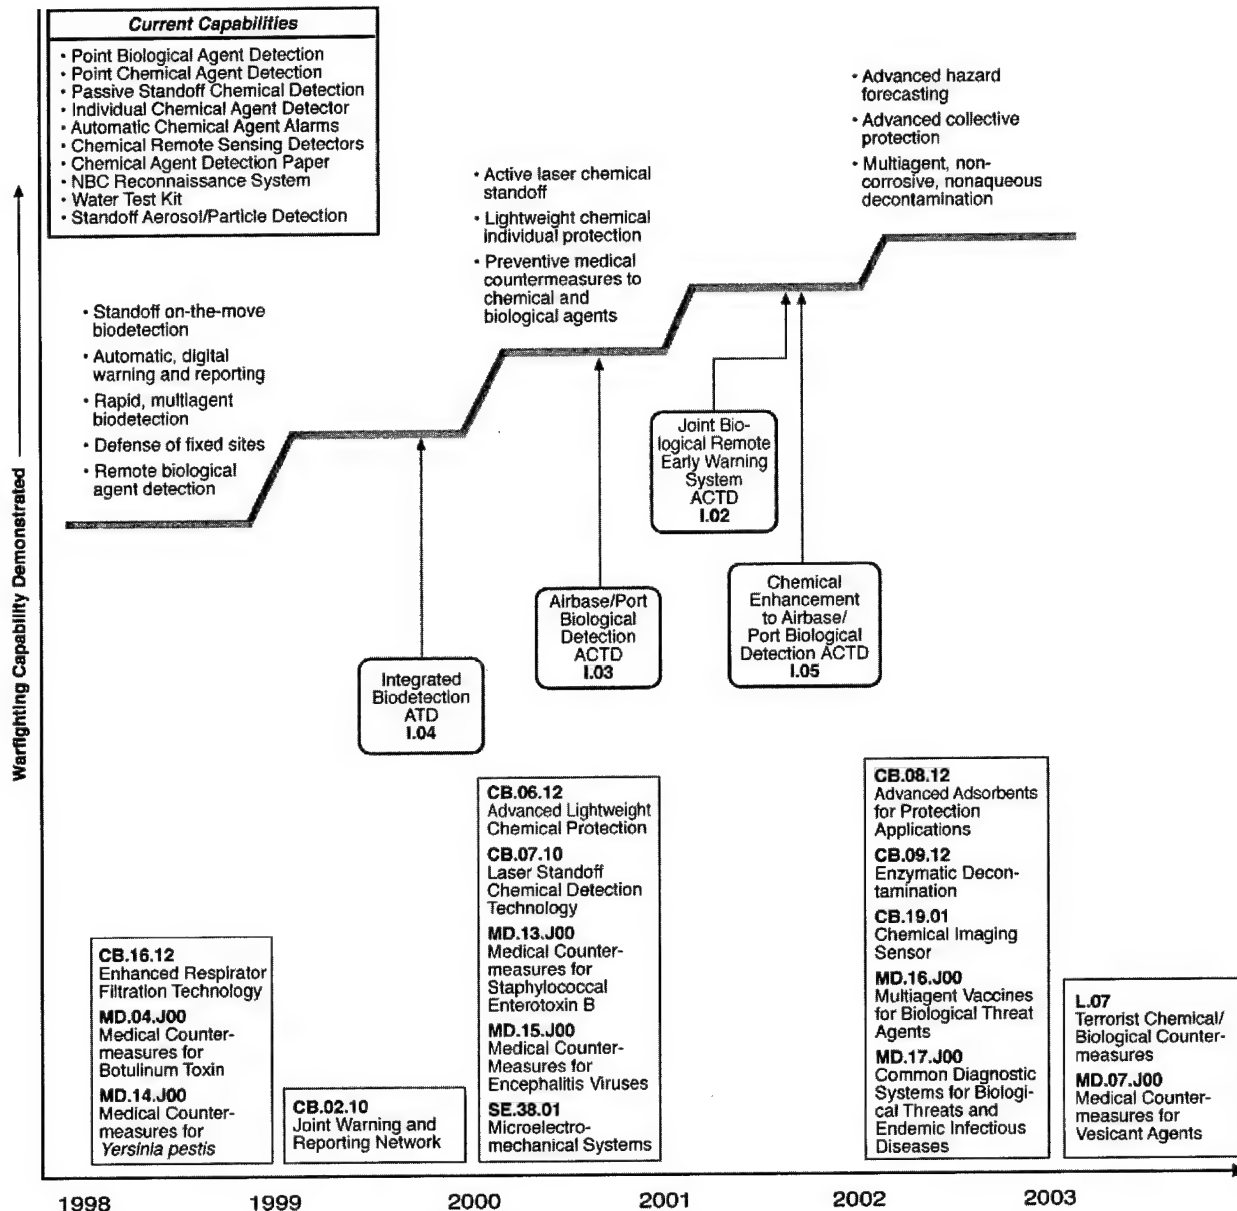 Current Capabilities
• Point Biological Agent Detection
• Point Chemical Agent Detection
• Passive Standoff Chemical Detection
• Individual Chemical Agent Detector
• Automatic Chemical Agent Alarms
• Chemical Remote Sensing Detectors
• Chemical Agent Detection Paper
• NBC Reconnaissance System
• Water Test Kit
• Standoff Aerosol/Particle Detection
Warfighting Capability Demonstrated
• Standoff on-the-move
biodetection
• Automatic, digital
warning and reporting
• Rapid, multiagent
biodetection
• Defense of fixed sites
• Remote biological
agent detection
• Active laser chemical
standoff
• Lightweight chemical
individual protection
• Preventive medical
countermeasures to
chemical and
biological agents
• Advanced hazard
forecasting
• Advanced collective
protection
• Multiagent, non-
corrosive, nonaqueous
decontamination
Integrated
Biodetection
ATD
I.04
Airbase/Port
Biological
Detection
ACTD
I.03
Joint Bio-
logical Remote
Early Warning
System
ACTD
I.02
Chemical
Enhancement
to Airbase/
Port Biological
Detection ACTD
I.05
CB.16.12
Enhanced Respirator
Filtration Technology
MD.04.J00
Medical Counter-
measures for
Botulinum Toxin
MD.14.J00
Medical Counter-
measures for
Yersinia pestis
CB.02.10
Joint Warning and
Reporting Network
CB.06.12
Advanced Lightweight
Chemical Protection
CB.07.10
Laser Standoff
Chemical Detection
Technology
MD.13.J00
Medical Counter-
measures for
Staphylococcal
Enterotoxin B
MD.15.J00
Medical Counter-
Measures for
Encephalitis Viruses
SE.38.01
Microelectro-
mechanical Systems
CB.08.12
Advanced Adsorbents
for Protection
Applications
CB.09.12
Enzymatic Decon-
tamination
CB.19.01
Chemical Imaging
Sensor
MD.16.J00
Multiagent Vaccines
for Biological Threat
Agents
MD.17.J00
Common Diagnostic
Systems for Biologi-
cal Threats and
Endemic Infectious
Diseases
L.07
Terrorist Chemical/
Biological Counter-
measures
MD.07.J00
Medical Counter-
measures for
Vesicant Agents
1998
1999
2000
2001
2002
2003